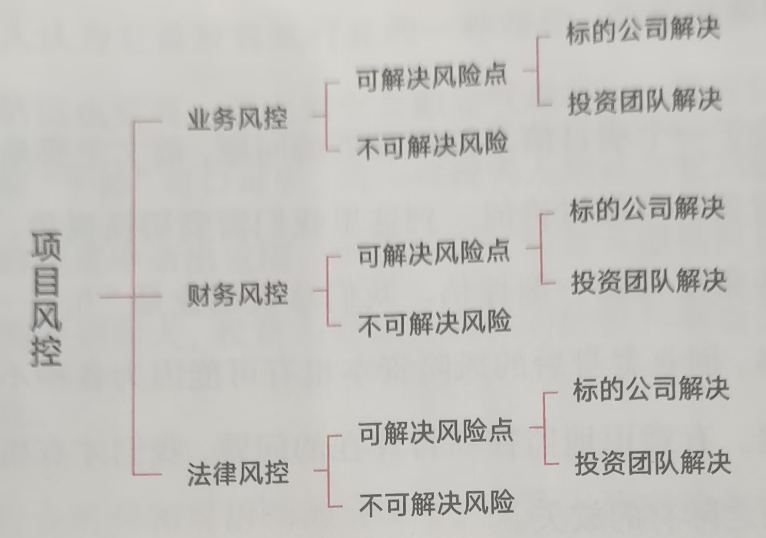 项目风控
业务风控
可解决风险点
标的公司解决
投资团队解决
不可解决风险
财务风控
可解决风险点
标的公司解决
投资团队解决
不可解决风险
法律风控
可解决风险点
标的公司解决
投资团队解决
不可解决风险